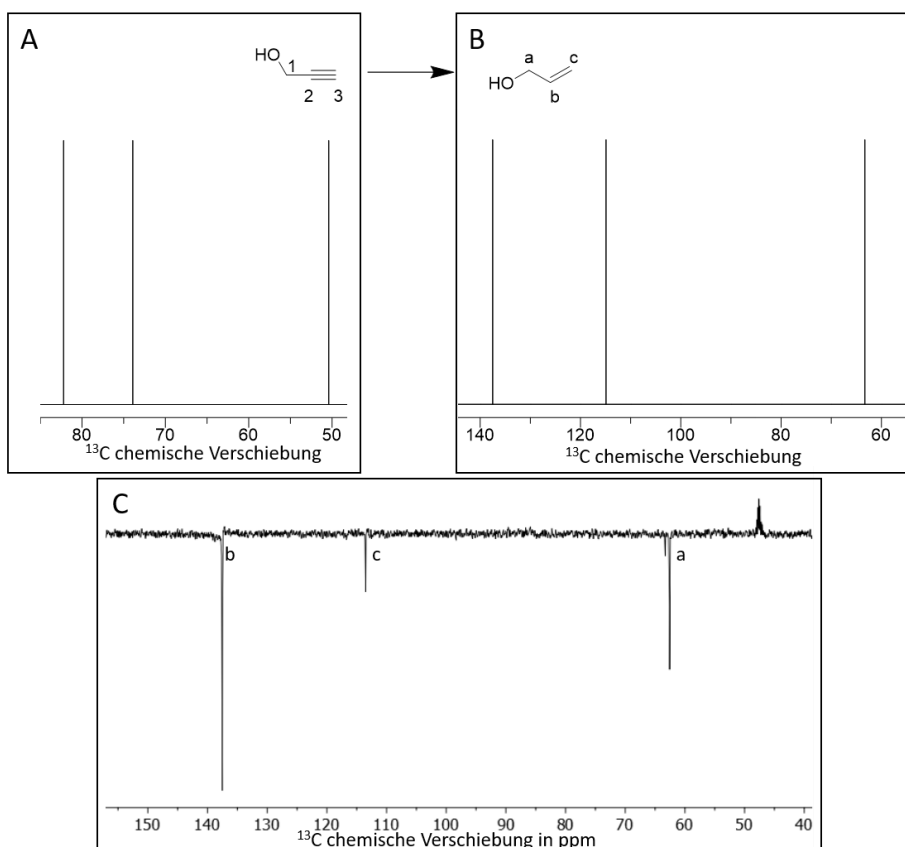 A
HO
1
2 3
80 70 60 50
13C chemische Verschiebung
B
a c
HO
b
140 120 100 80 60
13C chemische Verschiebung
C
b c a
150 140 130 120 110 100 90 80 70 60 50 40
13C chemische Verschiebung in ppm